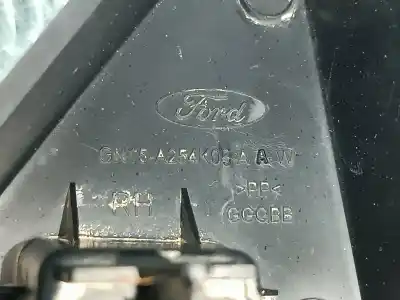 Ford
GN15-A254K03-A A W
>PP<
RH
GCCBB